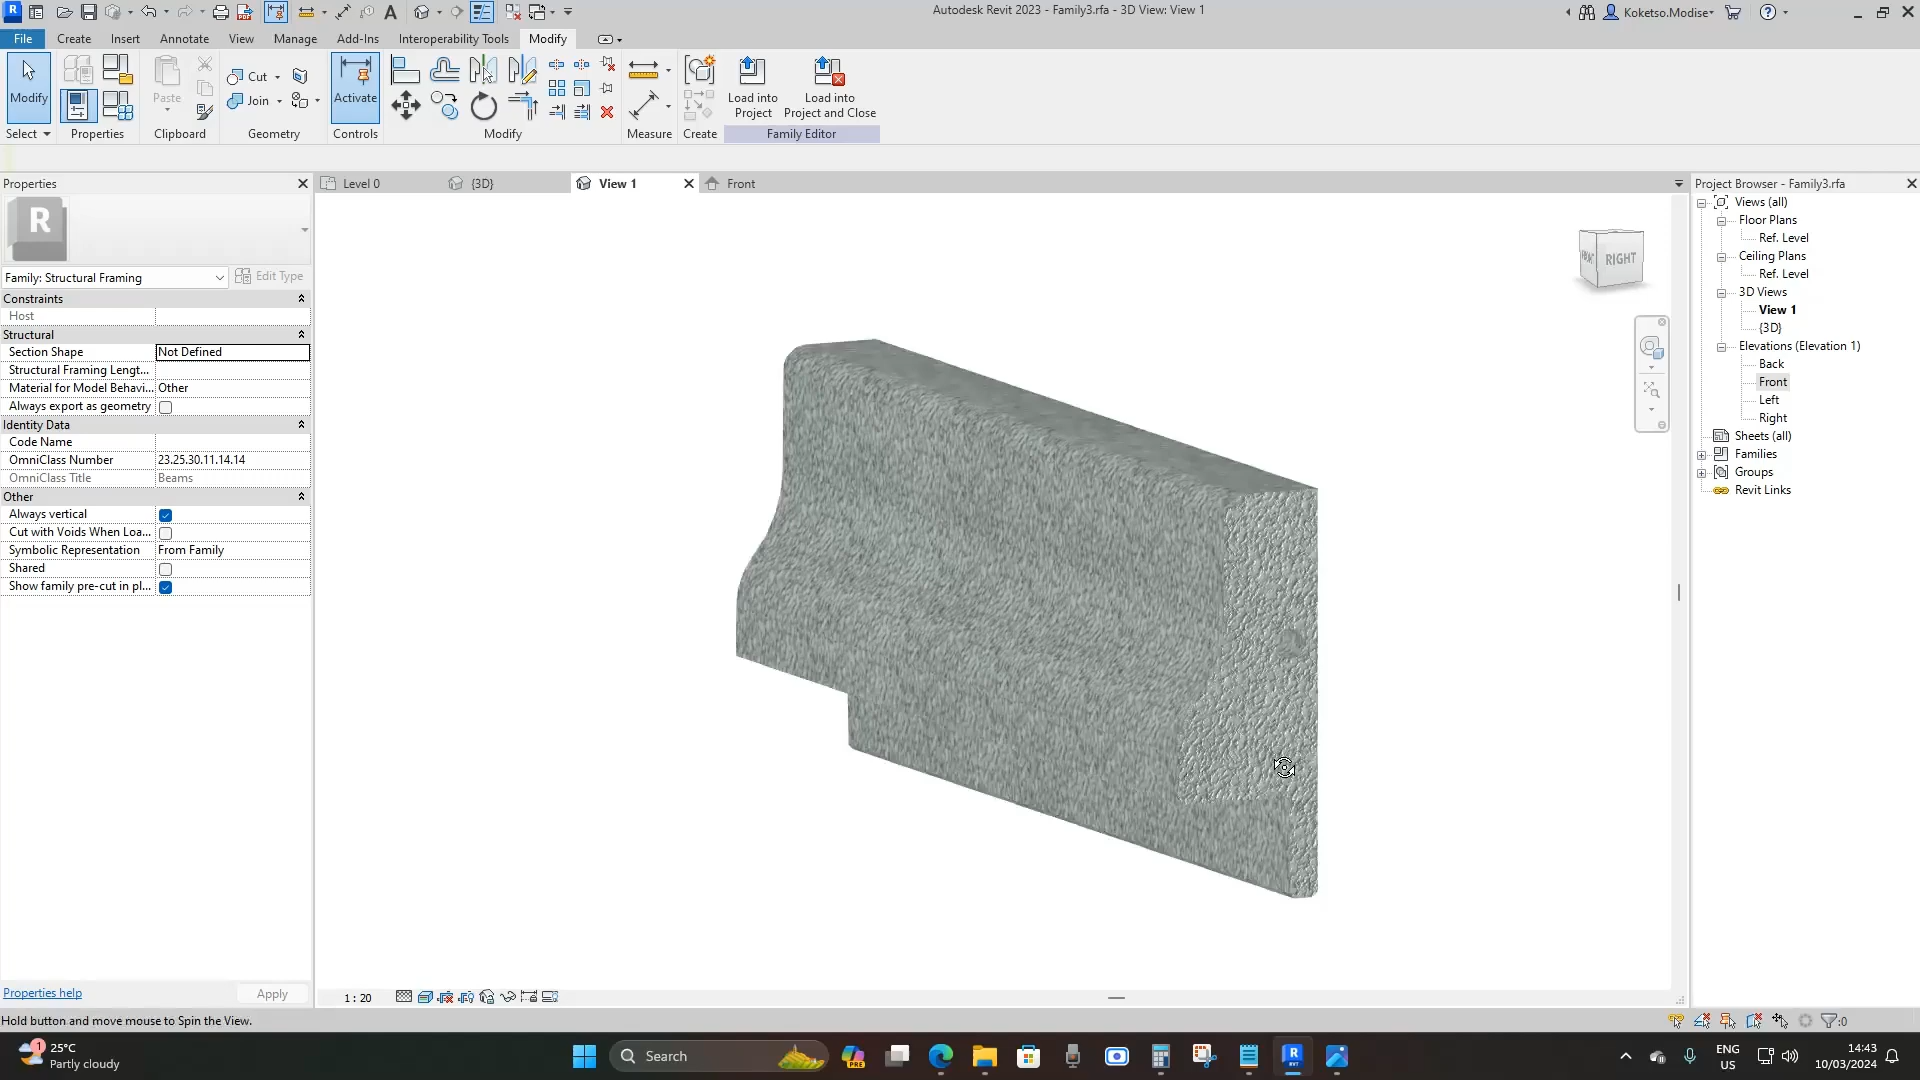 Autodesk Revit 2023 - Family3.rfa - 3D View: View 1
Koketso.Modise
File
Create
Insert
Annotate
View
Manage
Add-Ins
Interoperability Tools
Modify
Modify
Paste
Cut
Join
Activate
Load into
Project
Load into
Project and Close
Select
Properties
Clipboard
Geometry
Controls
Modify
Measure
Create
Family Editor
Properties
Level 0
{3D}
View 1
Front
Project Browser - Family3.rfa
R
Family: Structural Framing
Edit Type
Constraints
Host
Structural
Section Shape
Not Defined
Structural Framing Lengt...
Material for Model Behavi...
Other
Always export as geometry
Identity Data
Code Name
OmniClass Number
23.25.30.11.14.14
OmniClass Title
Beams
Other
Always vertical
Cut with Voids When Loa...
Symbolic Representation
From Family
Shared
Show family pre-cut in pl...
Properties help
Apply
FRONT
RIGHT
Views (all)
Floor Plans
Ref. Level
Ceiling Plans
Ref. Level
3D Views
View 1
{3D}
Elevations (Elevation 1)
Back
Front
Left
Right
Sheets (all)
Families
Groups
Revit Links
1 : 20
Hold button and move mouse to Spin the View.
:0
1
25°C
Partly cloudy
Search
PRE
R
RVT
ENG
US
14:43
10/03/2024